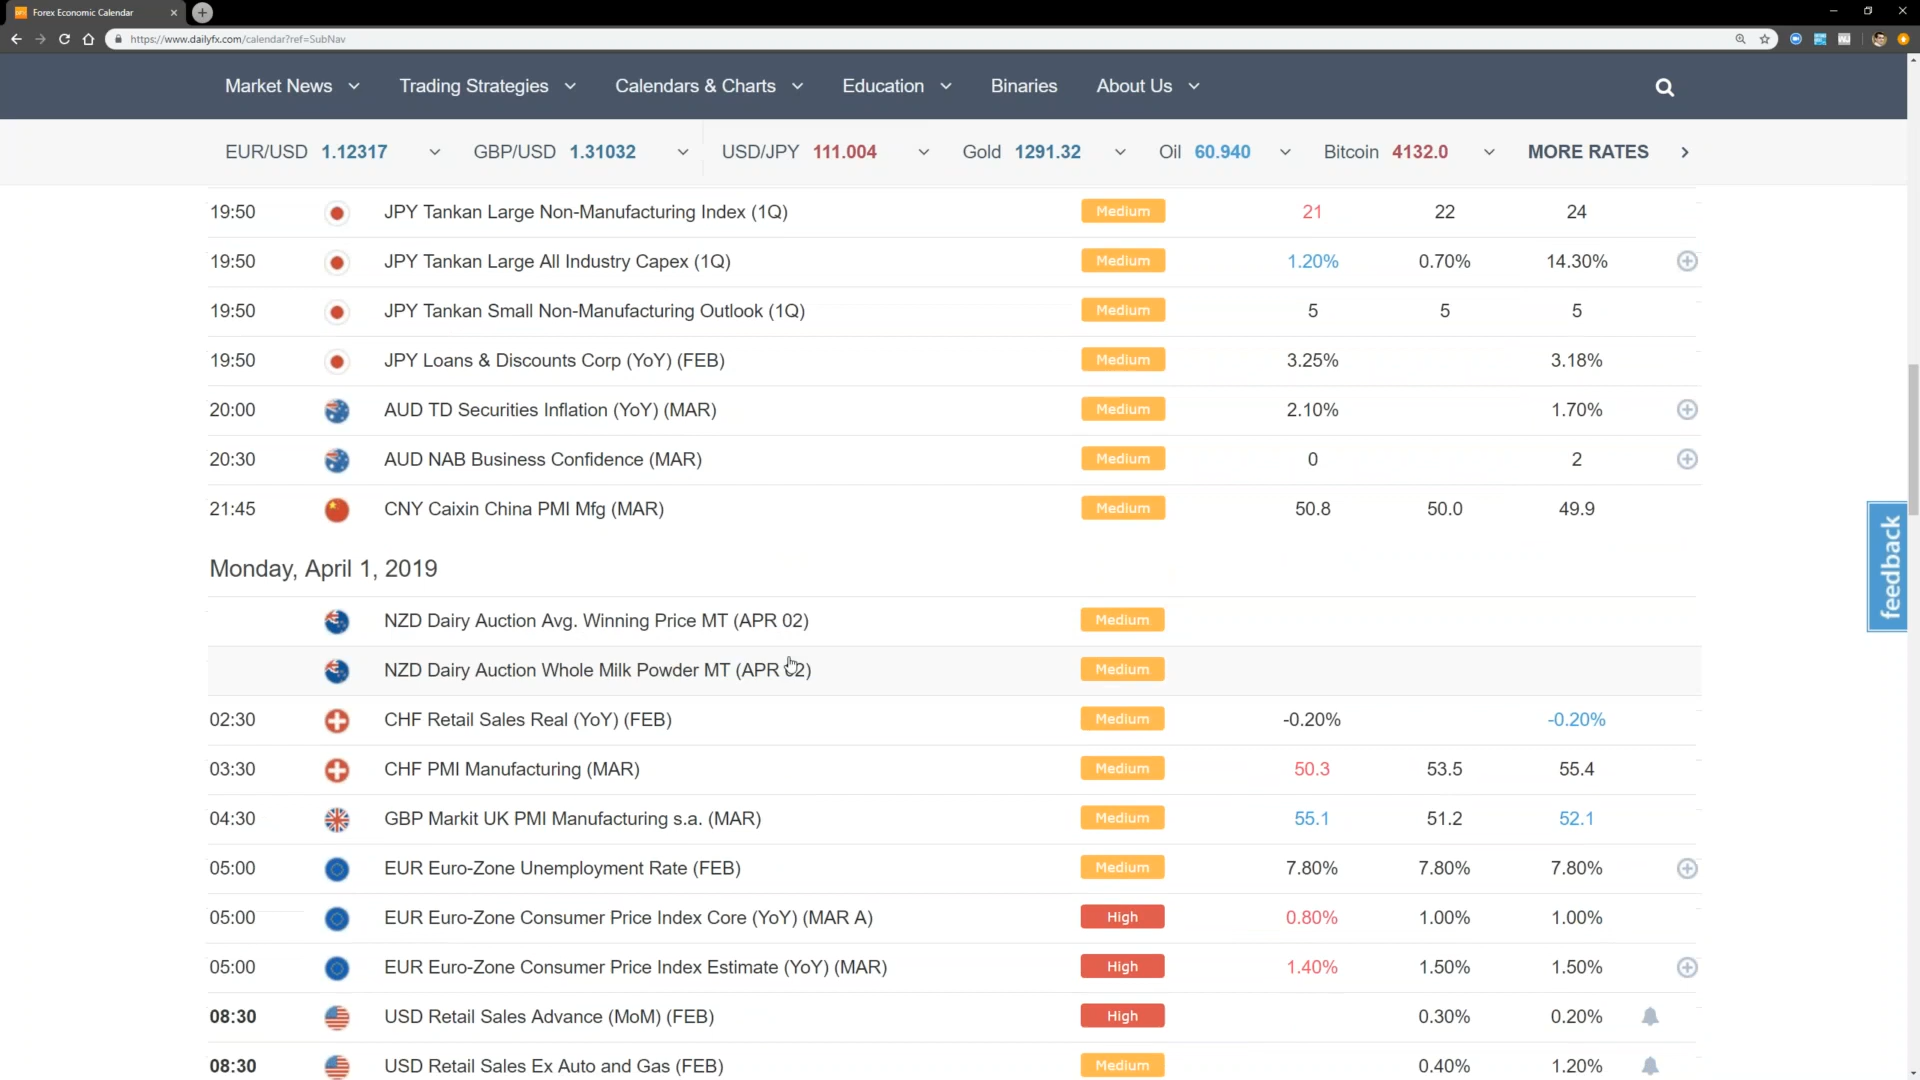 Forex Economic Calendar
https://www.dailyfx.com/calendar?ref=SubNav
Market News Trading Strategies Calendars & Charts Education Binaries About Us
EUR/USD 1.12317 GBP/USD 1.31032 USD/JPY 111.004 Gold 1291.32 Oil 60.940 Bitcoin 4132.0 MORE RATES
19:50 JPY Tankan Large Non-Manufacturing Index (1Q) Medium 21 22 24
19:50 JPY Tankan Large All Industry Capex (1Q) Medium 1.20% 0.70% 14.30%
19:50 JPY Tankan Small Non-Manufacturing Outlook (1Q) Medium 5 5 5
19:50 JPY Loans & Discounts Corp (YoY) (FEB) Medium 3.25% 3.18%
20:00 AUD TD Securities Inflation (YoY) (MAR) Medium 2.10% 1.70%
20:30 AUD NAB Business Confidence (MAR) Medium 0 2
21:45 CNY Caixin China PMI Mfg (MAR) Medium 50.8 50.0 49.9
feedback
Monday, April 1, 2019
NZD Dairy Auction Avg. Winning Price MT (APR 02) Medium
NZD Dairy Auction Whole Milk Powder MT (APR 02) Medium
02:30 CHF Retail Sales Real (YoY) (FEB) Medium -0.20% -0.20%
03:30 CHF PMI Manufacturing (MAR) Medium 50.3 53.5 55.4
04:30 GBP Markit UK PMI Manufacturing s.a. (MAR) Medium 55.1 51.2 52.1
05:00 EUR Euro-Zone Unemployment Rate (FEB) Medium 7.80% 7.80% 7.80%
05:00 EUR Euro-Zone Consumer Price Index Core (YoY) (MAR A) High 0.80% 1.00% 1.00%
05:00 EUR Euro-Zone Consumer Price Index Estimate (YoY) (MAR) High 1.40% 1.50% 1.50%
08:30 USD Retail Sales Advance (MoM) (FEB) High 0.30% 0.20%
08:30 USD Retail Sales Ex Auto and Gas (FEB) Medium 0.40% 1.20%